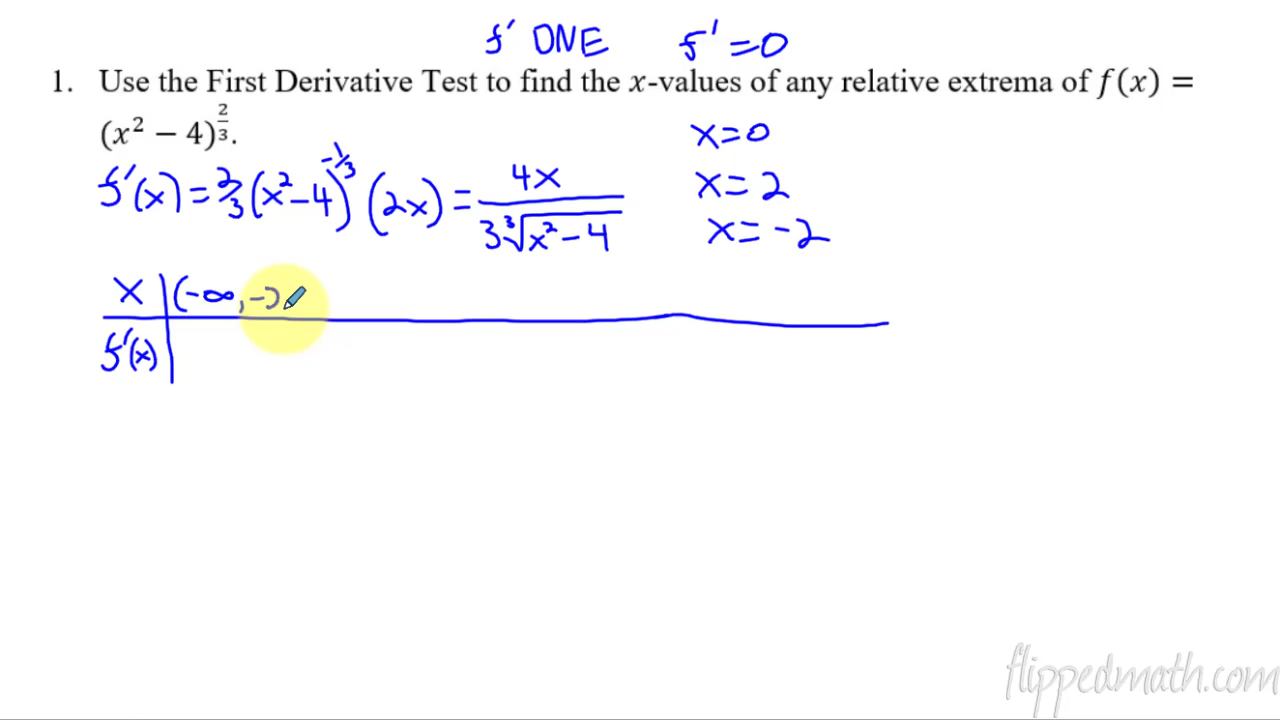 f' DNE f' = 0
1. Use the First Derivative Test to find the x-values of any relative extrema of f(x) =
(x² − 4)^(2/3).
x = 0
f'(x) = 2/3 (x² − 4)^(-1/3) (2x) = 4x / 3∛(x² − 4)
x = 2
x = -2
x | (-∞, -
f'(x)
flippedmath.com